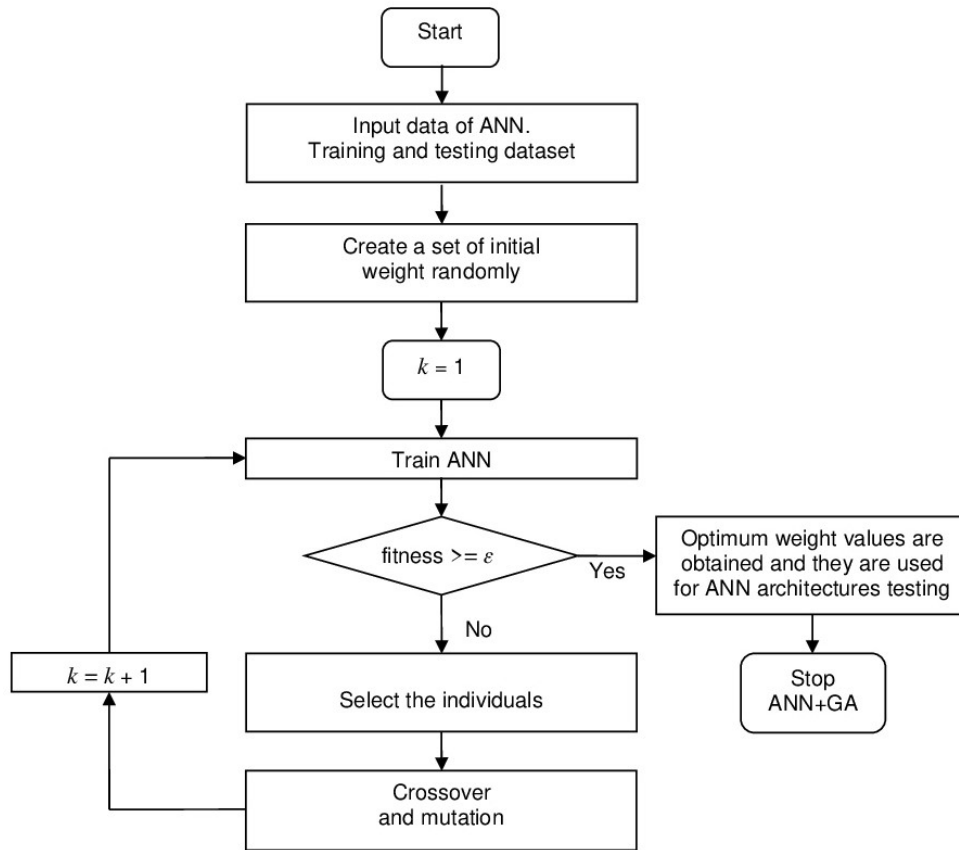 Start
Input data of ANN.
Training and testing dataset
Create a set of initial
weight randomly
k = 1
Train ANN
fitness >= ε
Yes
Optimum weight values are
obtained and they are used
for ANN architectures testing
No
Stop
ANN+GA
k = k + 1
Select the individuals
Crossover
and mutation